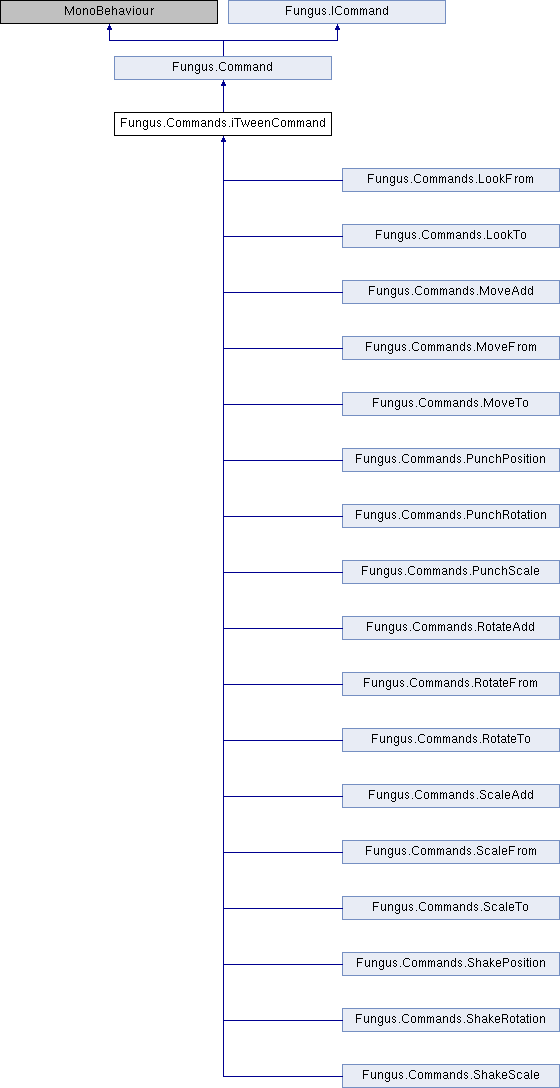 MonoBehaviour
Fungus.ICommand
Fungus.Command
Fungus.Commands.iTweenCommand
Fungus.Commands.LookFrom
Fungus.Commands.LookTo
Fungus.Commands.MoveAdd
Fungus.Commands.MoveFrom
Fungus.Commands.MoveTo
Fungus.Commands.PunchPosition
Fungus.Commands.PunchRotation
Fungus.Commands.PunchScale
Fungus.Commands.RotateAdd
Fungus.Commands.RotateFrom
Fungus.Commands.RotateTo
Fungus.Commands.ScaleAdd
Fungus.Commands.ScaleFrom
Fungus.Commands.ScaleTo
Fungus.Commands.ShakePosition
Fungus.Commands.ShakeRotation
Fungus.Commands.ShakeScale